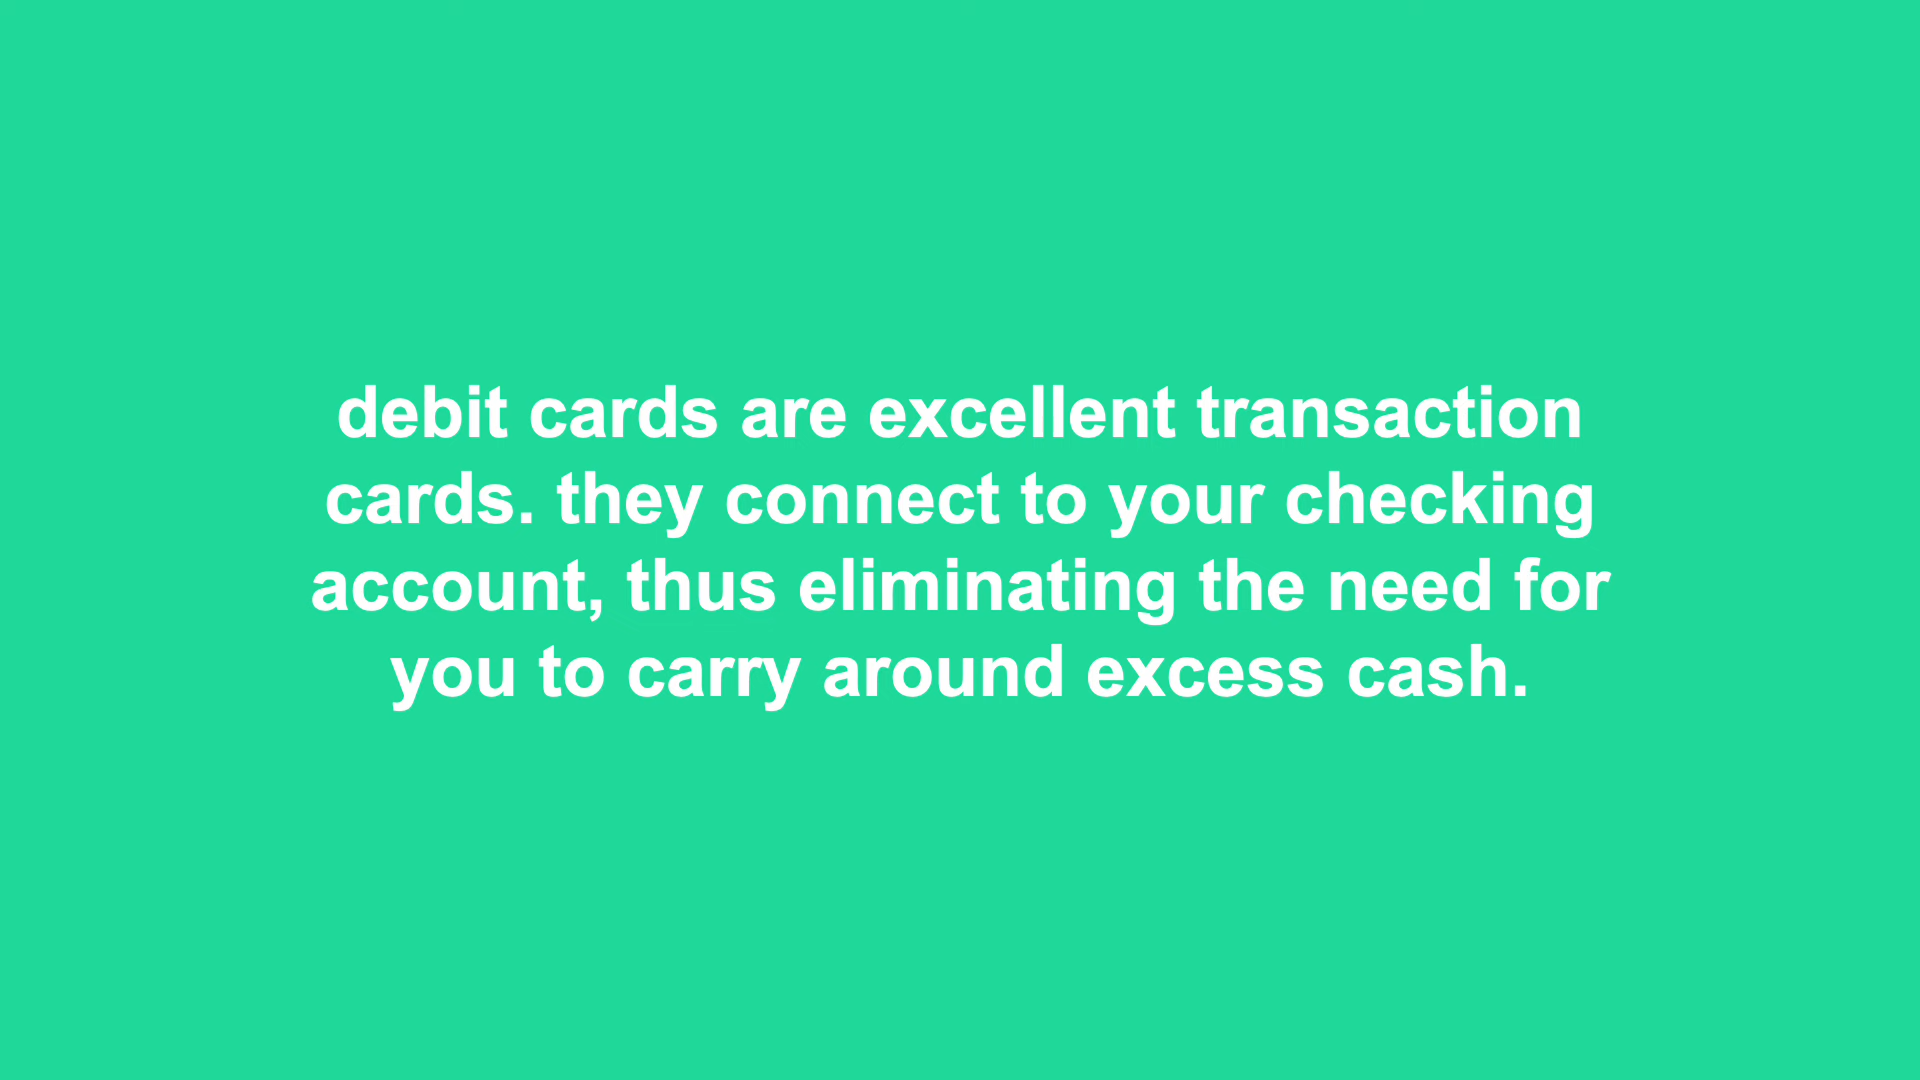 debit cards are excellent transaction
cards. they connect to your checking
account, thus eliminating the need for
you to carry around excess cash.